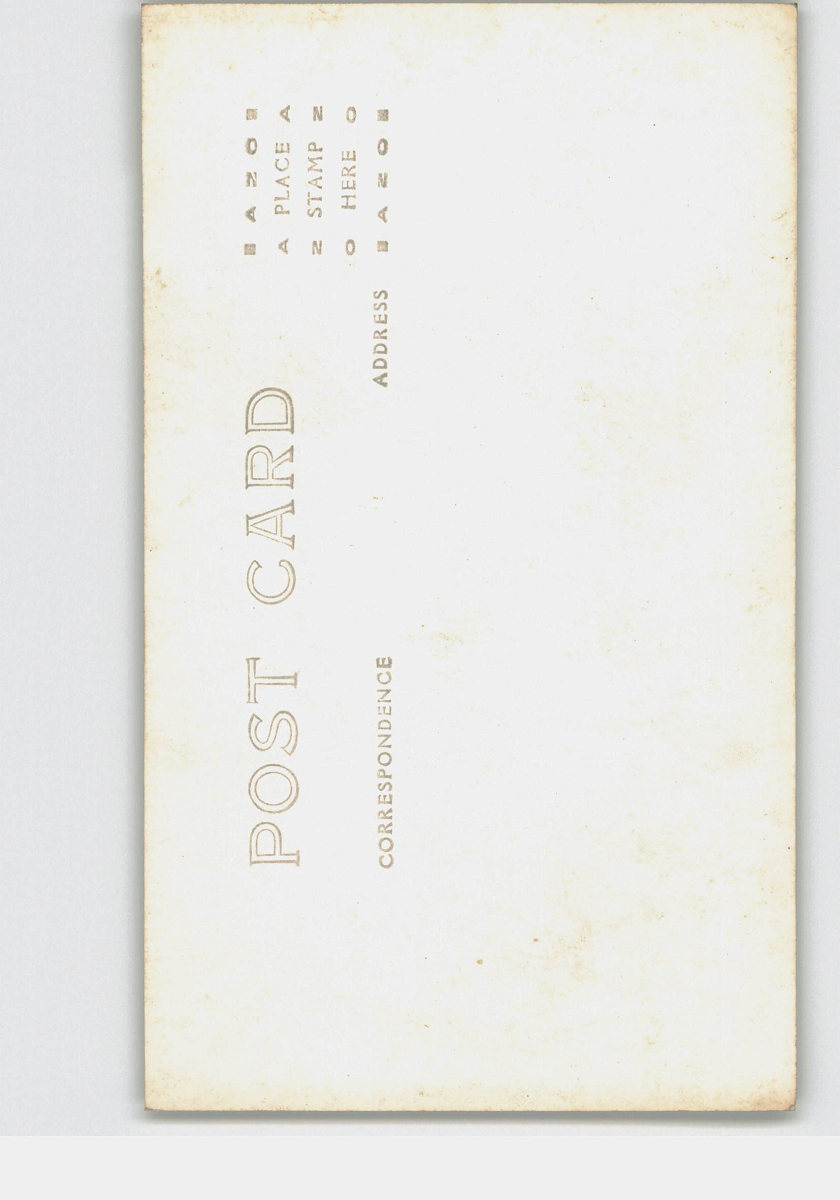 POST CARD
CORRESPONDENCE
ADDRESS
AZO
A PLACE A
Z STAMP Z
O HERE O
AZO